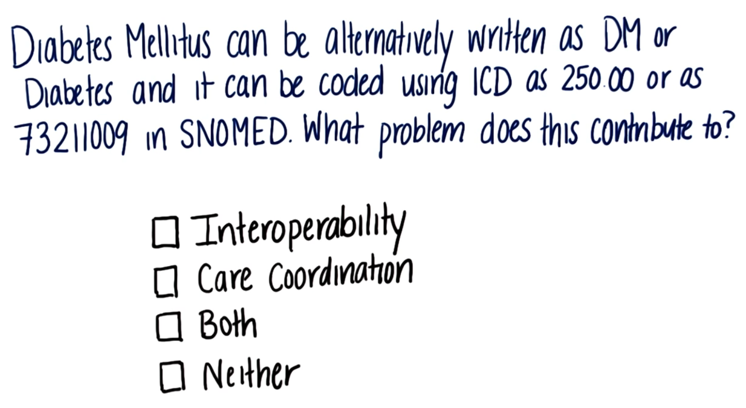 Diabetes Mellitus can be alternatively written as DM or
Diabetes and it can be coded using ICD as 250.00 or as
73211009 in SNOMED. What problem does this contribute to?
Interoperability
Care Coordination
Both
Neither